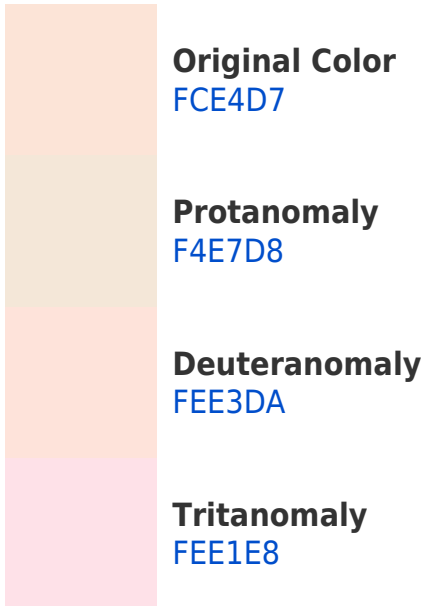 Original Color
FCE4D7
Protanomaly
F4E7D8
Deuteranomaly
FEE3DA
Tritanomaly
FEE1E8